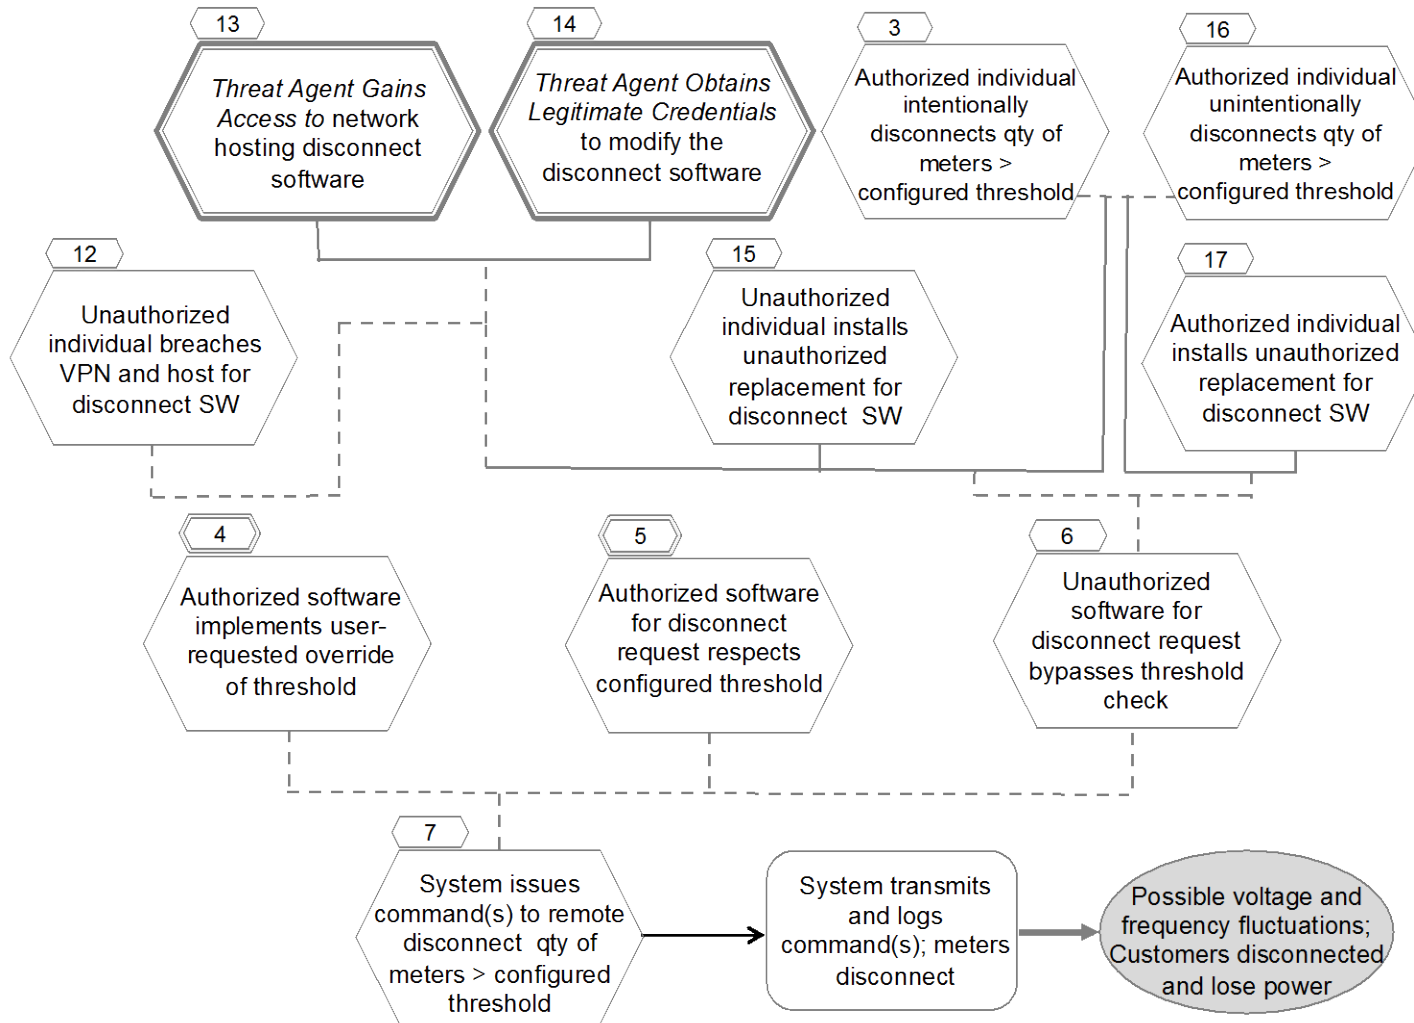 13
Threat Agent Gains
Access to network
hosting disconnect
software
14
Threat Agent Obtains
Legitimate Credentials
to modify the
disconnect software
3
Authorized individual
intentionally
disconnects qty of
meters >
configured threshold
16
Authorized individual
unintentionally
disconnects qty of
meters >
configured threshold
12
Unauthorized
individual breaches
VPN and host for
disconnect SW
15
Unauthorized
individual installs
unauthorized
replacement for
disconnect SW
17
Authorized individual
installs unauthorized
replacement for
disconnect SW
4
Authorized software
implements user-
requested override
of threshold
5
Authorized software
for disconnect
request respects
configured threshold
6
Unauthorized
software for
disconnect request
bypasses threshold
check
7
System issues
command(s) to remote
disconnect qty of
meters > configured
threshold
System transmits
and logs
command(s); meters
disconnect
Possible voltage and
frequency fluctuations;
Customers disconnected
and lose power